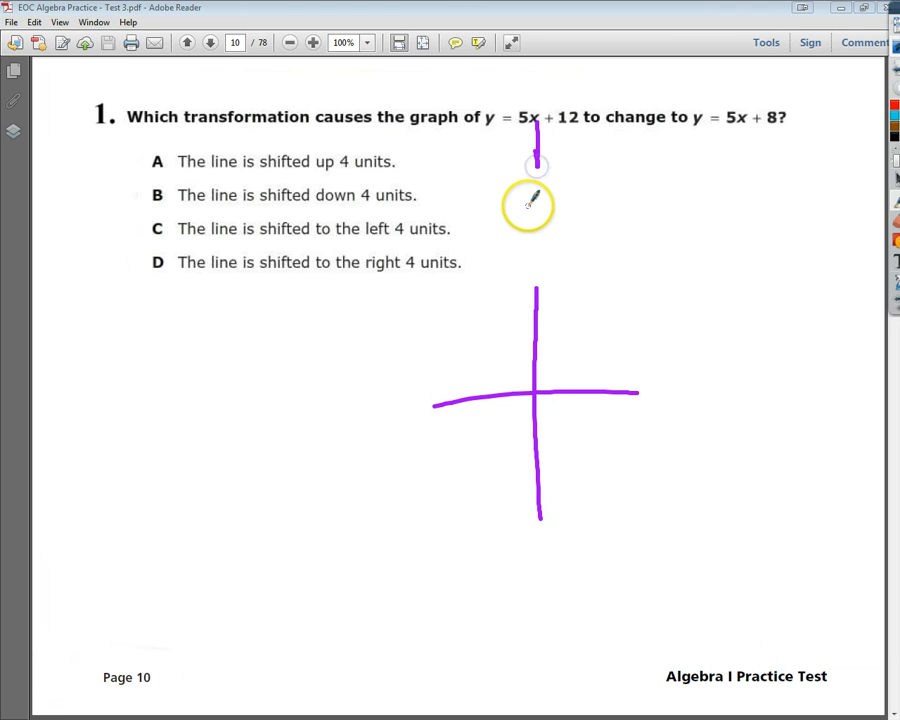 EOC Algebra Practice - Test 3.pdf - Adobe Reader
File Edit View Window Help
10 / 78 100% Tools Sign Comment
1. Which transformation causes the graph of y = 5x + 12 to change to y = 5x + 8?
A The line is shifted up 4 units.
B The line is shifted down 4 units.
C The line is shifted to the left 4 units.
D The line is shifted to the right 4 units.
Page 10 Algebra I Practice Test